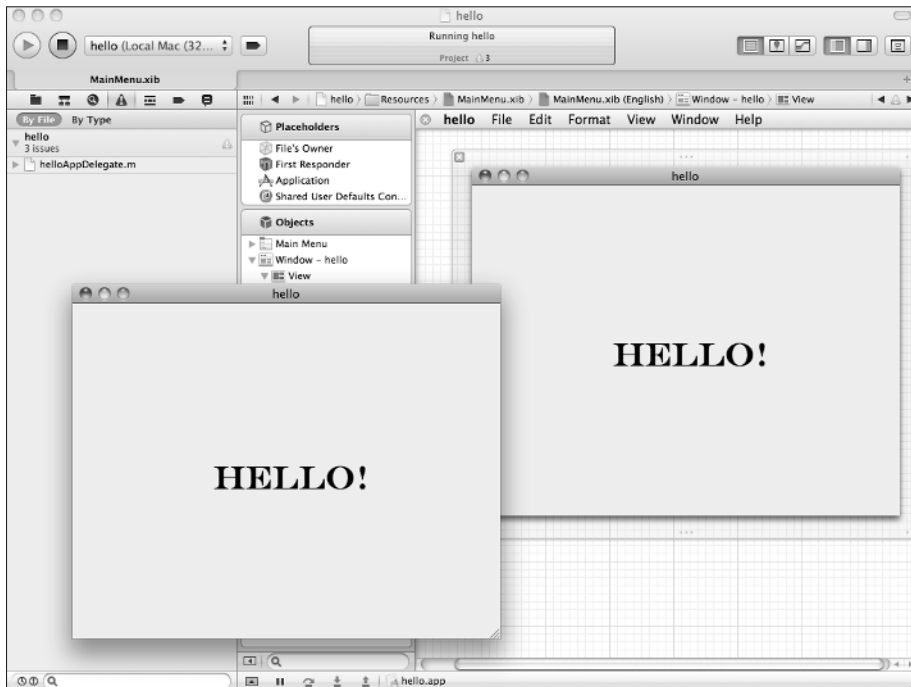 hello
hello (Local Mac (32...
Running hello
Project 3
MainMenu.xib
hello Resources MainMenu.xib MainMenu.xib (English) Window - hello View
By File By Type
hello
3 issues
helloAppDelegate.m
Placeholders
File's Owner
First Responder
Application
Shared User Defaults Con...
Objects
Main Menu
Window - hello
View
hello File Edit Format View Window Help
hello
HELLO!
hello
HELLO!
hello.app